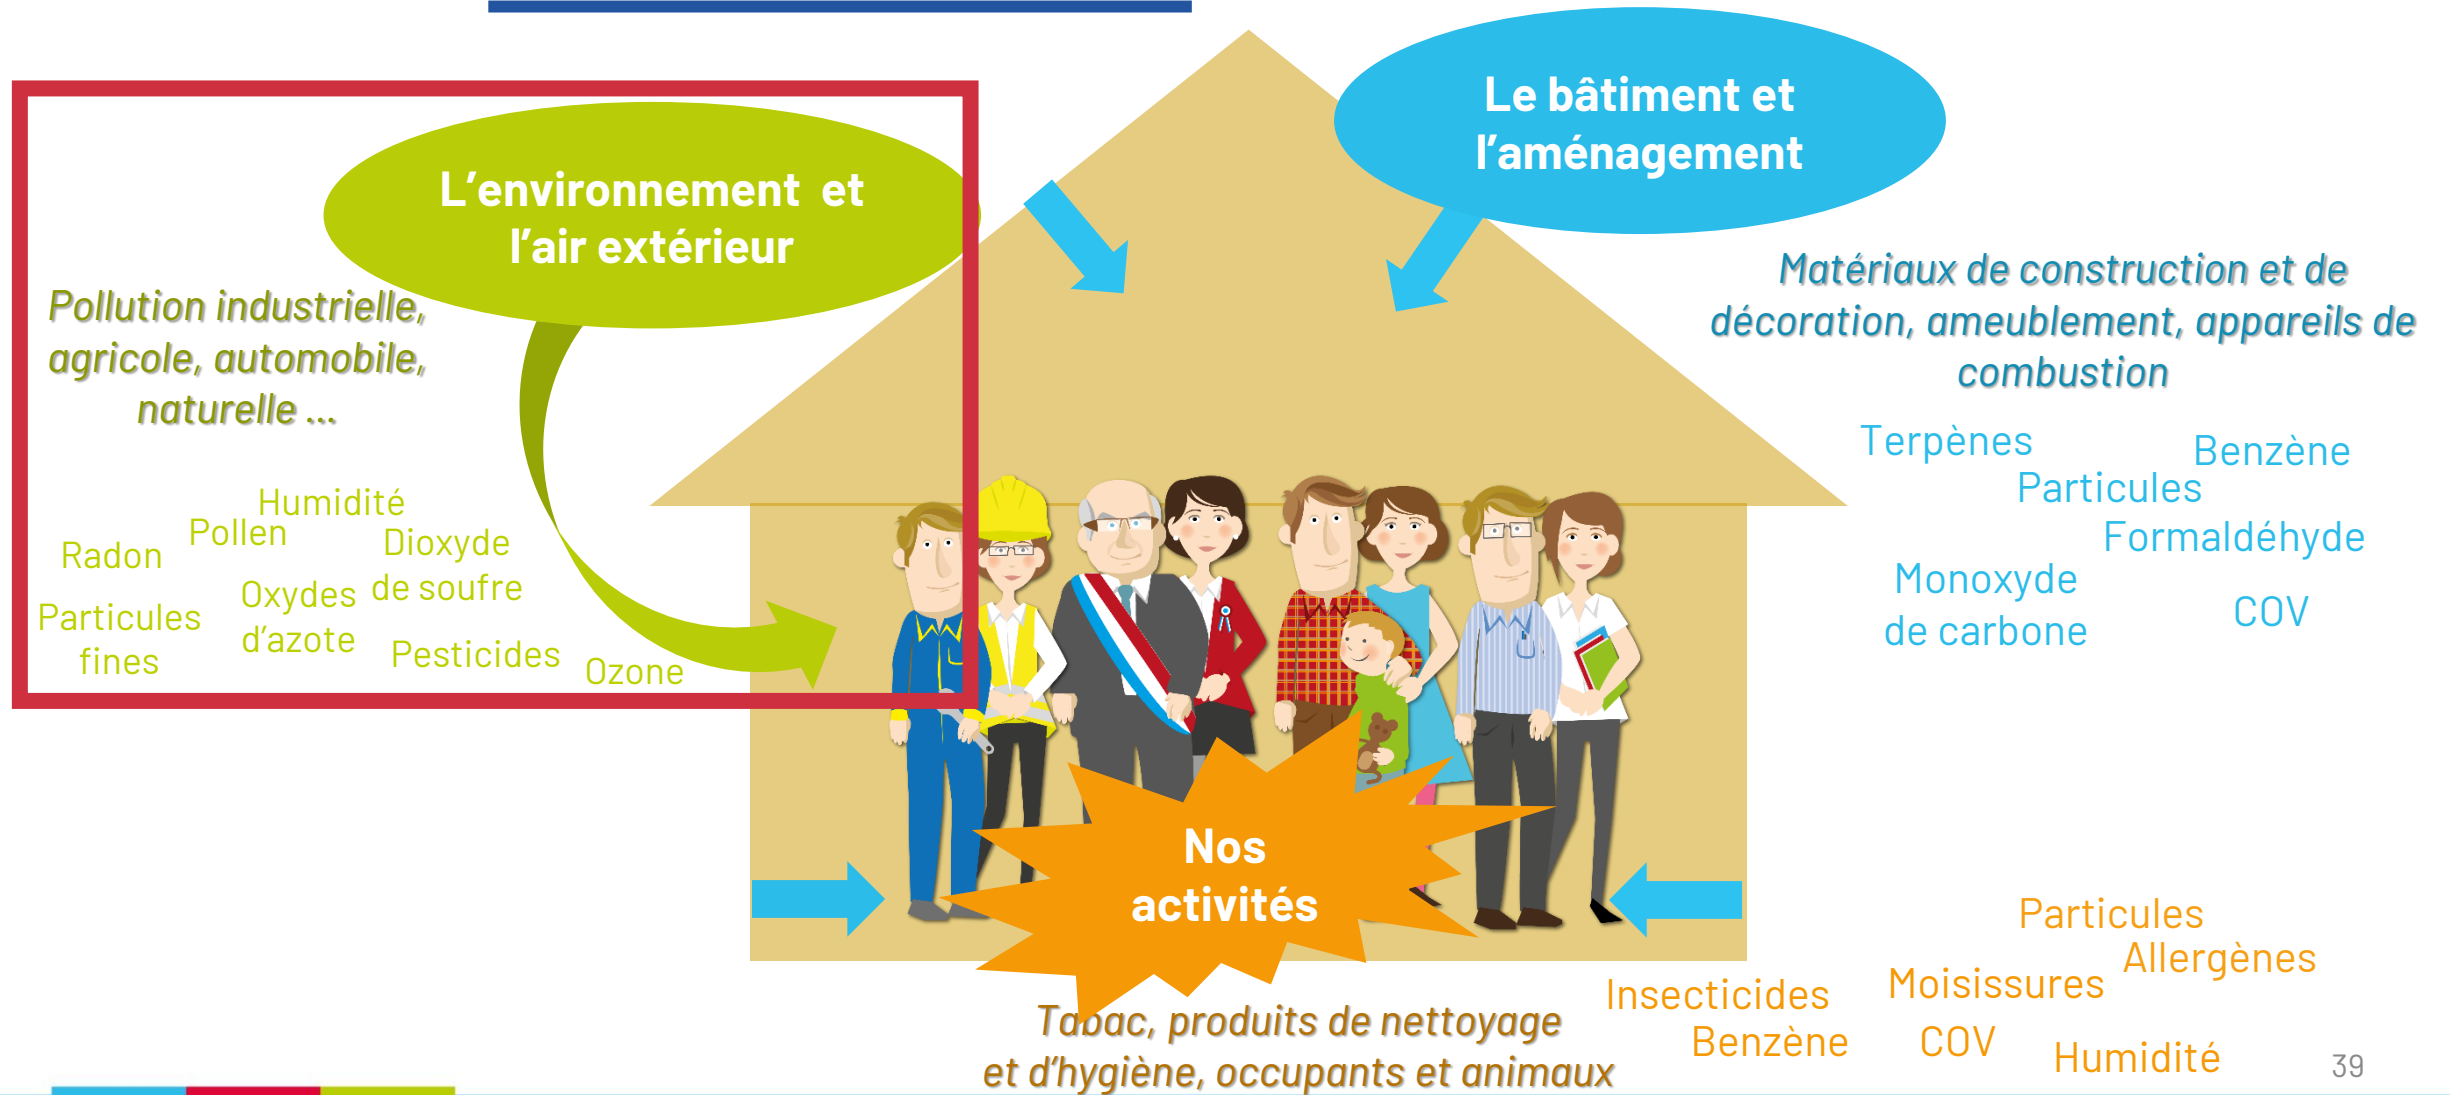 L'environnement et
l'air extérieur
Pollution industrielle,
agricole, automobile,
naturelle ...
Humidité
Pollen
Radon
Dioxyde
de soufre
Oxydes
d'azote
Particules
fines
Pesticides
Ozone
Le bâtiment et
l'aménagement
Matériaux de construction et de
décoration, ameublement, appareils de
combustion
Terpènes
Benzène
Particules
Formaldéhyde
Monoxyde
de carbone
COV
Nos
activités
Tabac, produits de nettoyage
et d'hygiène, occupants et animaux
Particules
Allergènes
Moisissures
Insecticides
Benzène
COV
Humidité
39